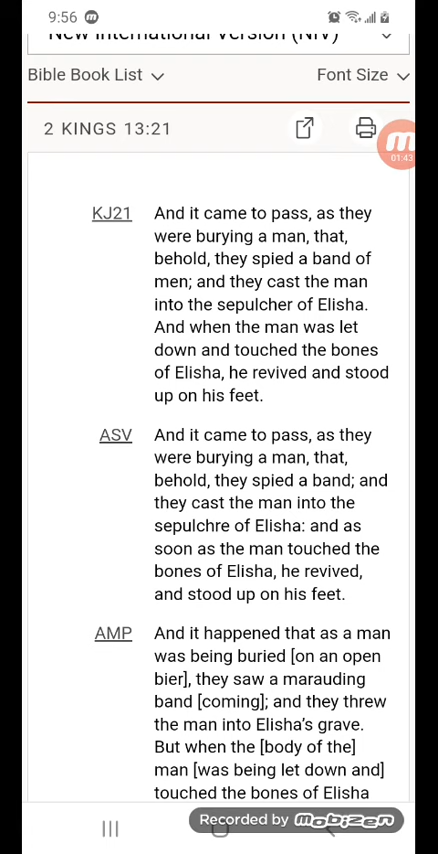 9:56
New International Version (NIV)
Bible Book List
Font Size
2 KINGS 13:21
01:43
KJ21
And it came to pass, as they
were burying a man, that,
behold, they spied a band of
men; and they cast the man
into the sepulcher of Elisha.
And when the man was let
down and touched the bones
of Elisha, he revived and stood
up on his feet.
ASV
And it came to pass, as they
were burying a man, that,
behold, they spied a band; and
they cast the man into the
sepulchre of Elisha: and as
soon as the man touched the
bones of Elisha, he revived,
and stood up on his feet.
AMP
And it happened that as a man
was being buried [on an open
bier], they saw a marauding
band [coming]; and they threw
the man into Elisha’s grave.
But when the [body of the]
man [was being let down and]
touched the bones of Elisha
Recorded by mobizen